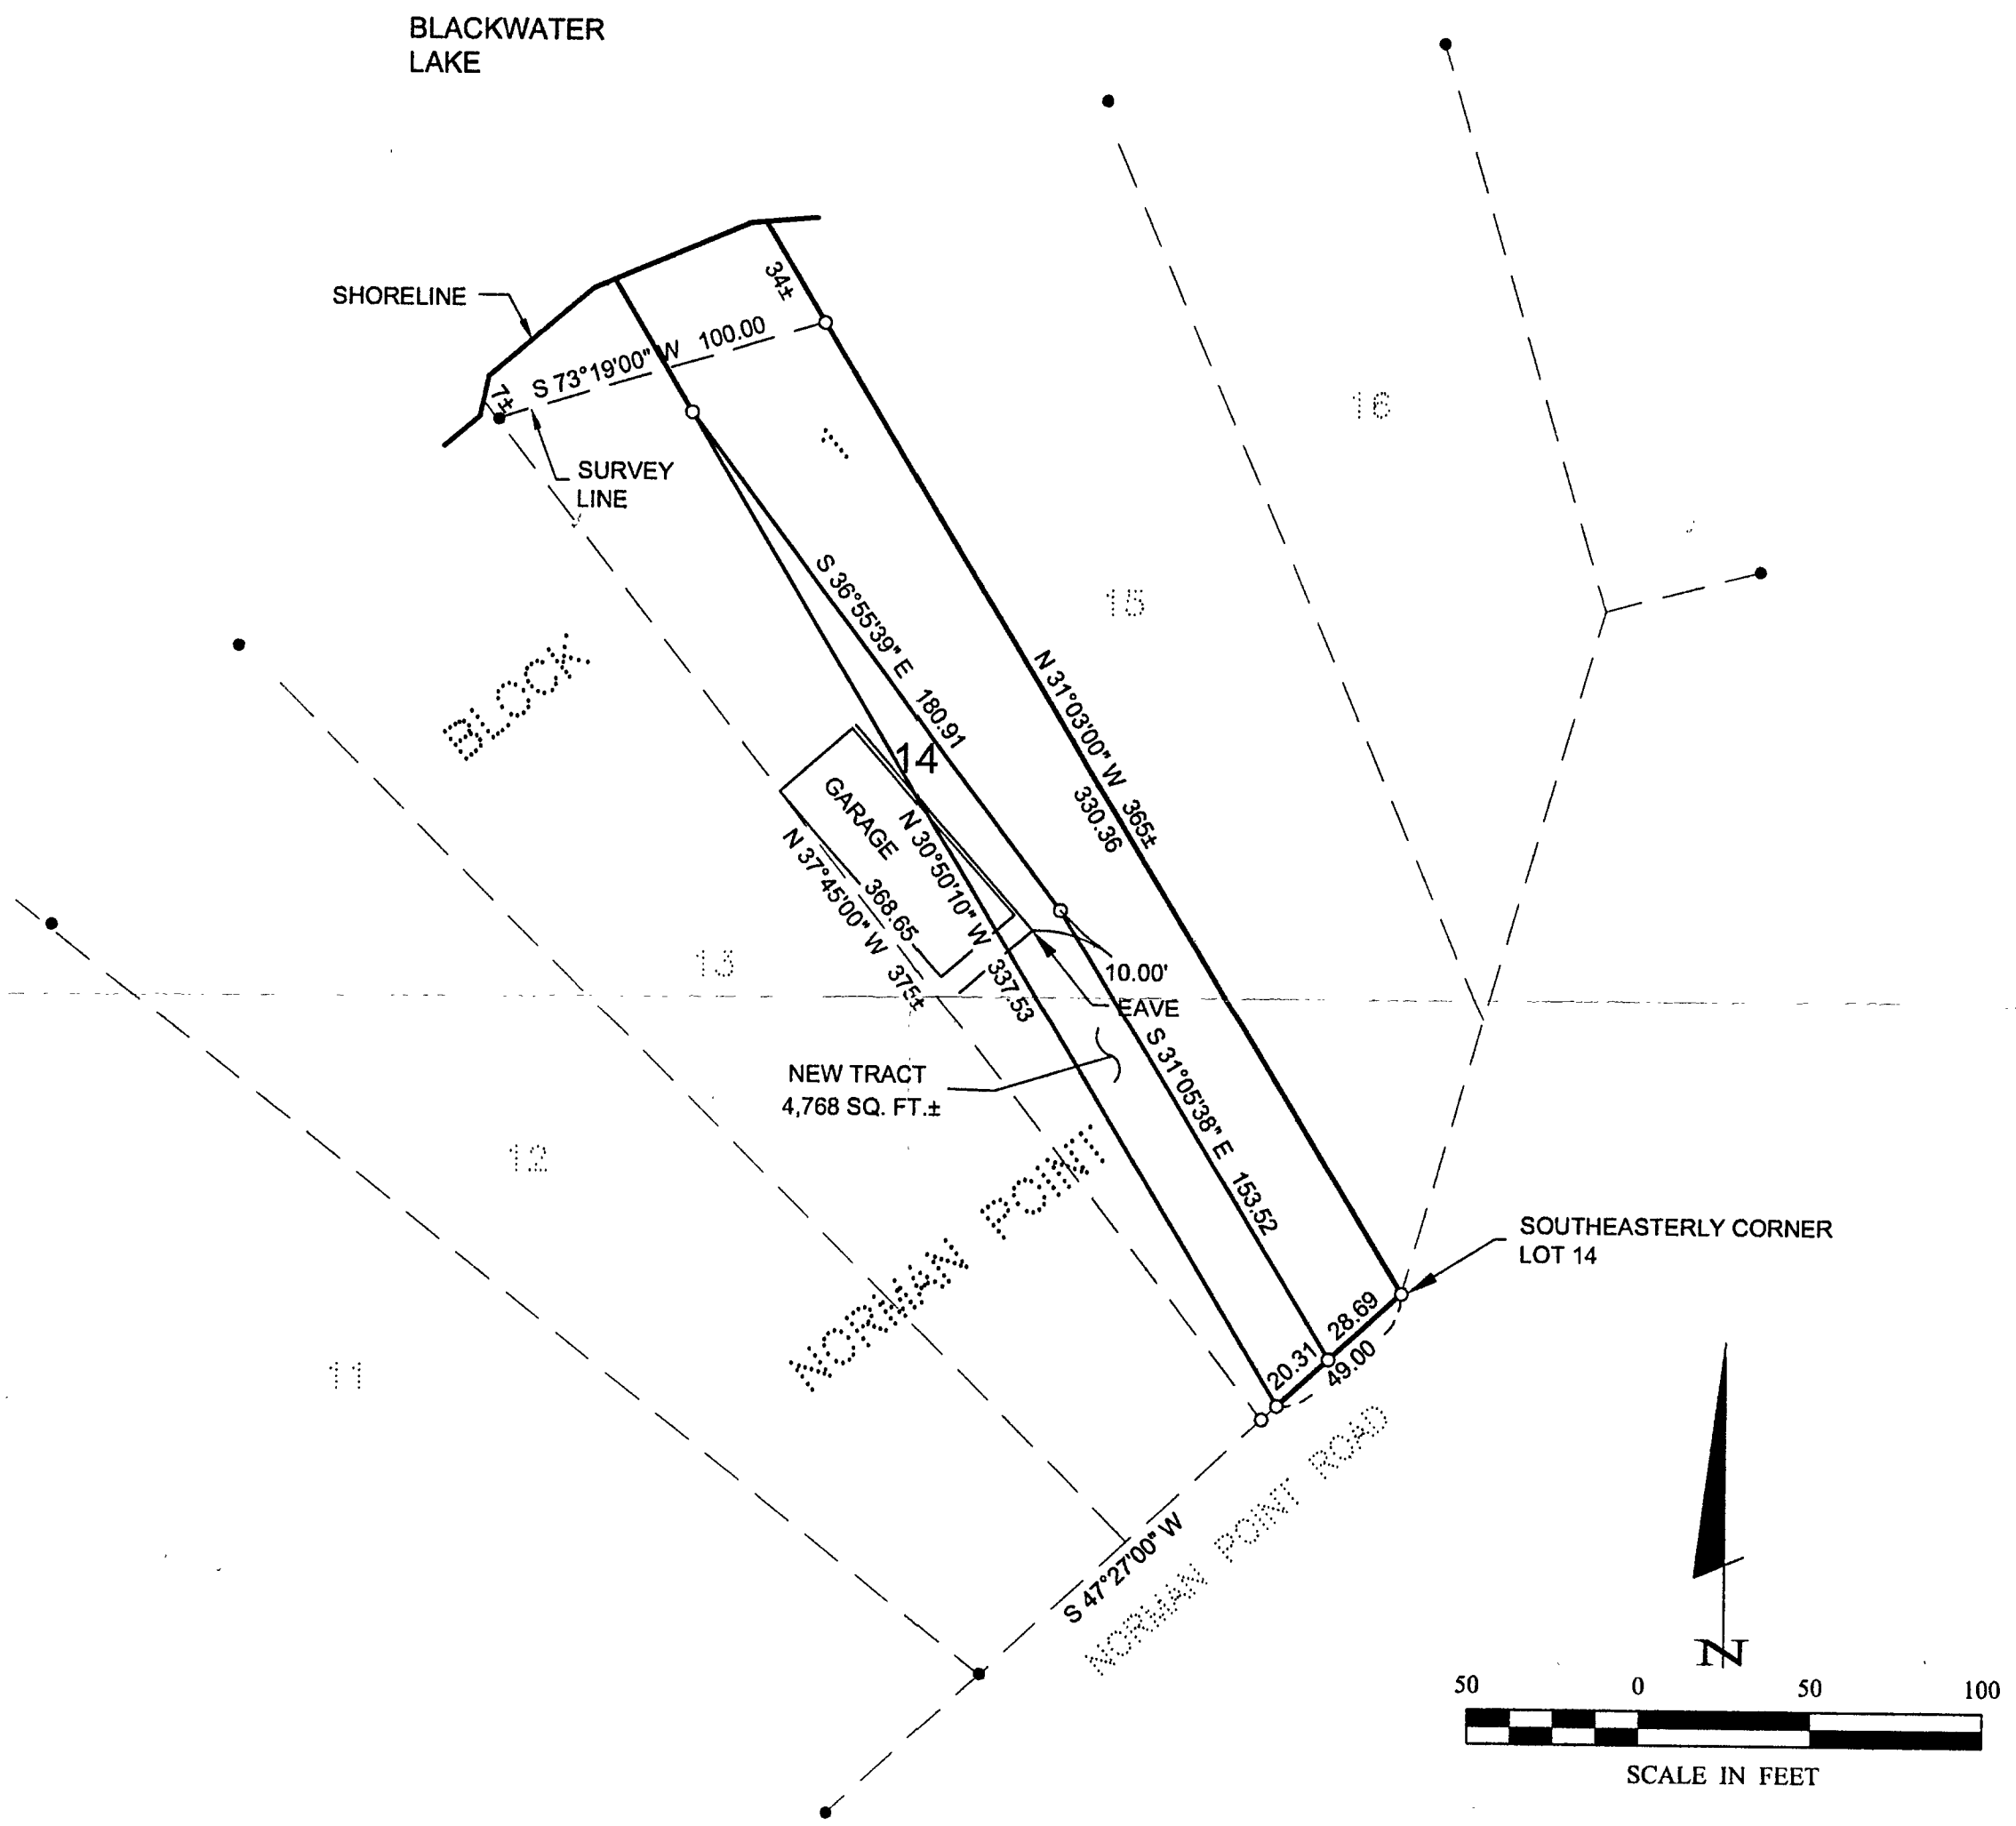 BLACKWATER
LAKE
SHORELINE
34±
S 73°19'00" W 100.00
7±
SURVEY
LINE
16
1
15
S 36°55'39" E 180.91
BLOCK
N 31°03'00" W 365±
330.36
14
GARAGE
N 30°50'10" W 337.53
368.65
N 37°45'00" W 375±
13
10.00'
EAVE
NEW TRACT
4,768 SQ. FT.±
S 31°05'38" E 153.52
12
NORMAN POINT
SOUTHEASTERLY CORNER
LOT 14
28.69
20.31
49.00
11
S 47°27'00" W
NORMAN POINT ROAD
N
50 0 50 100
SCALE IN FEET